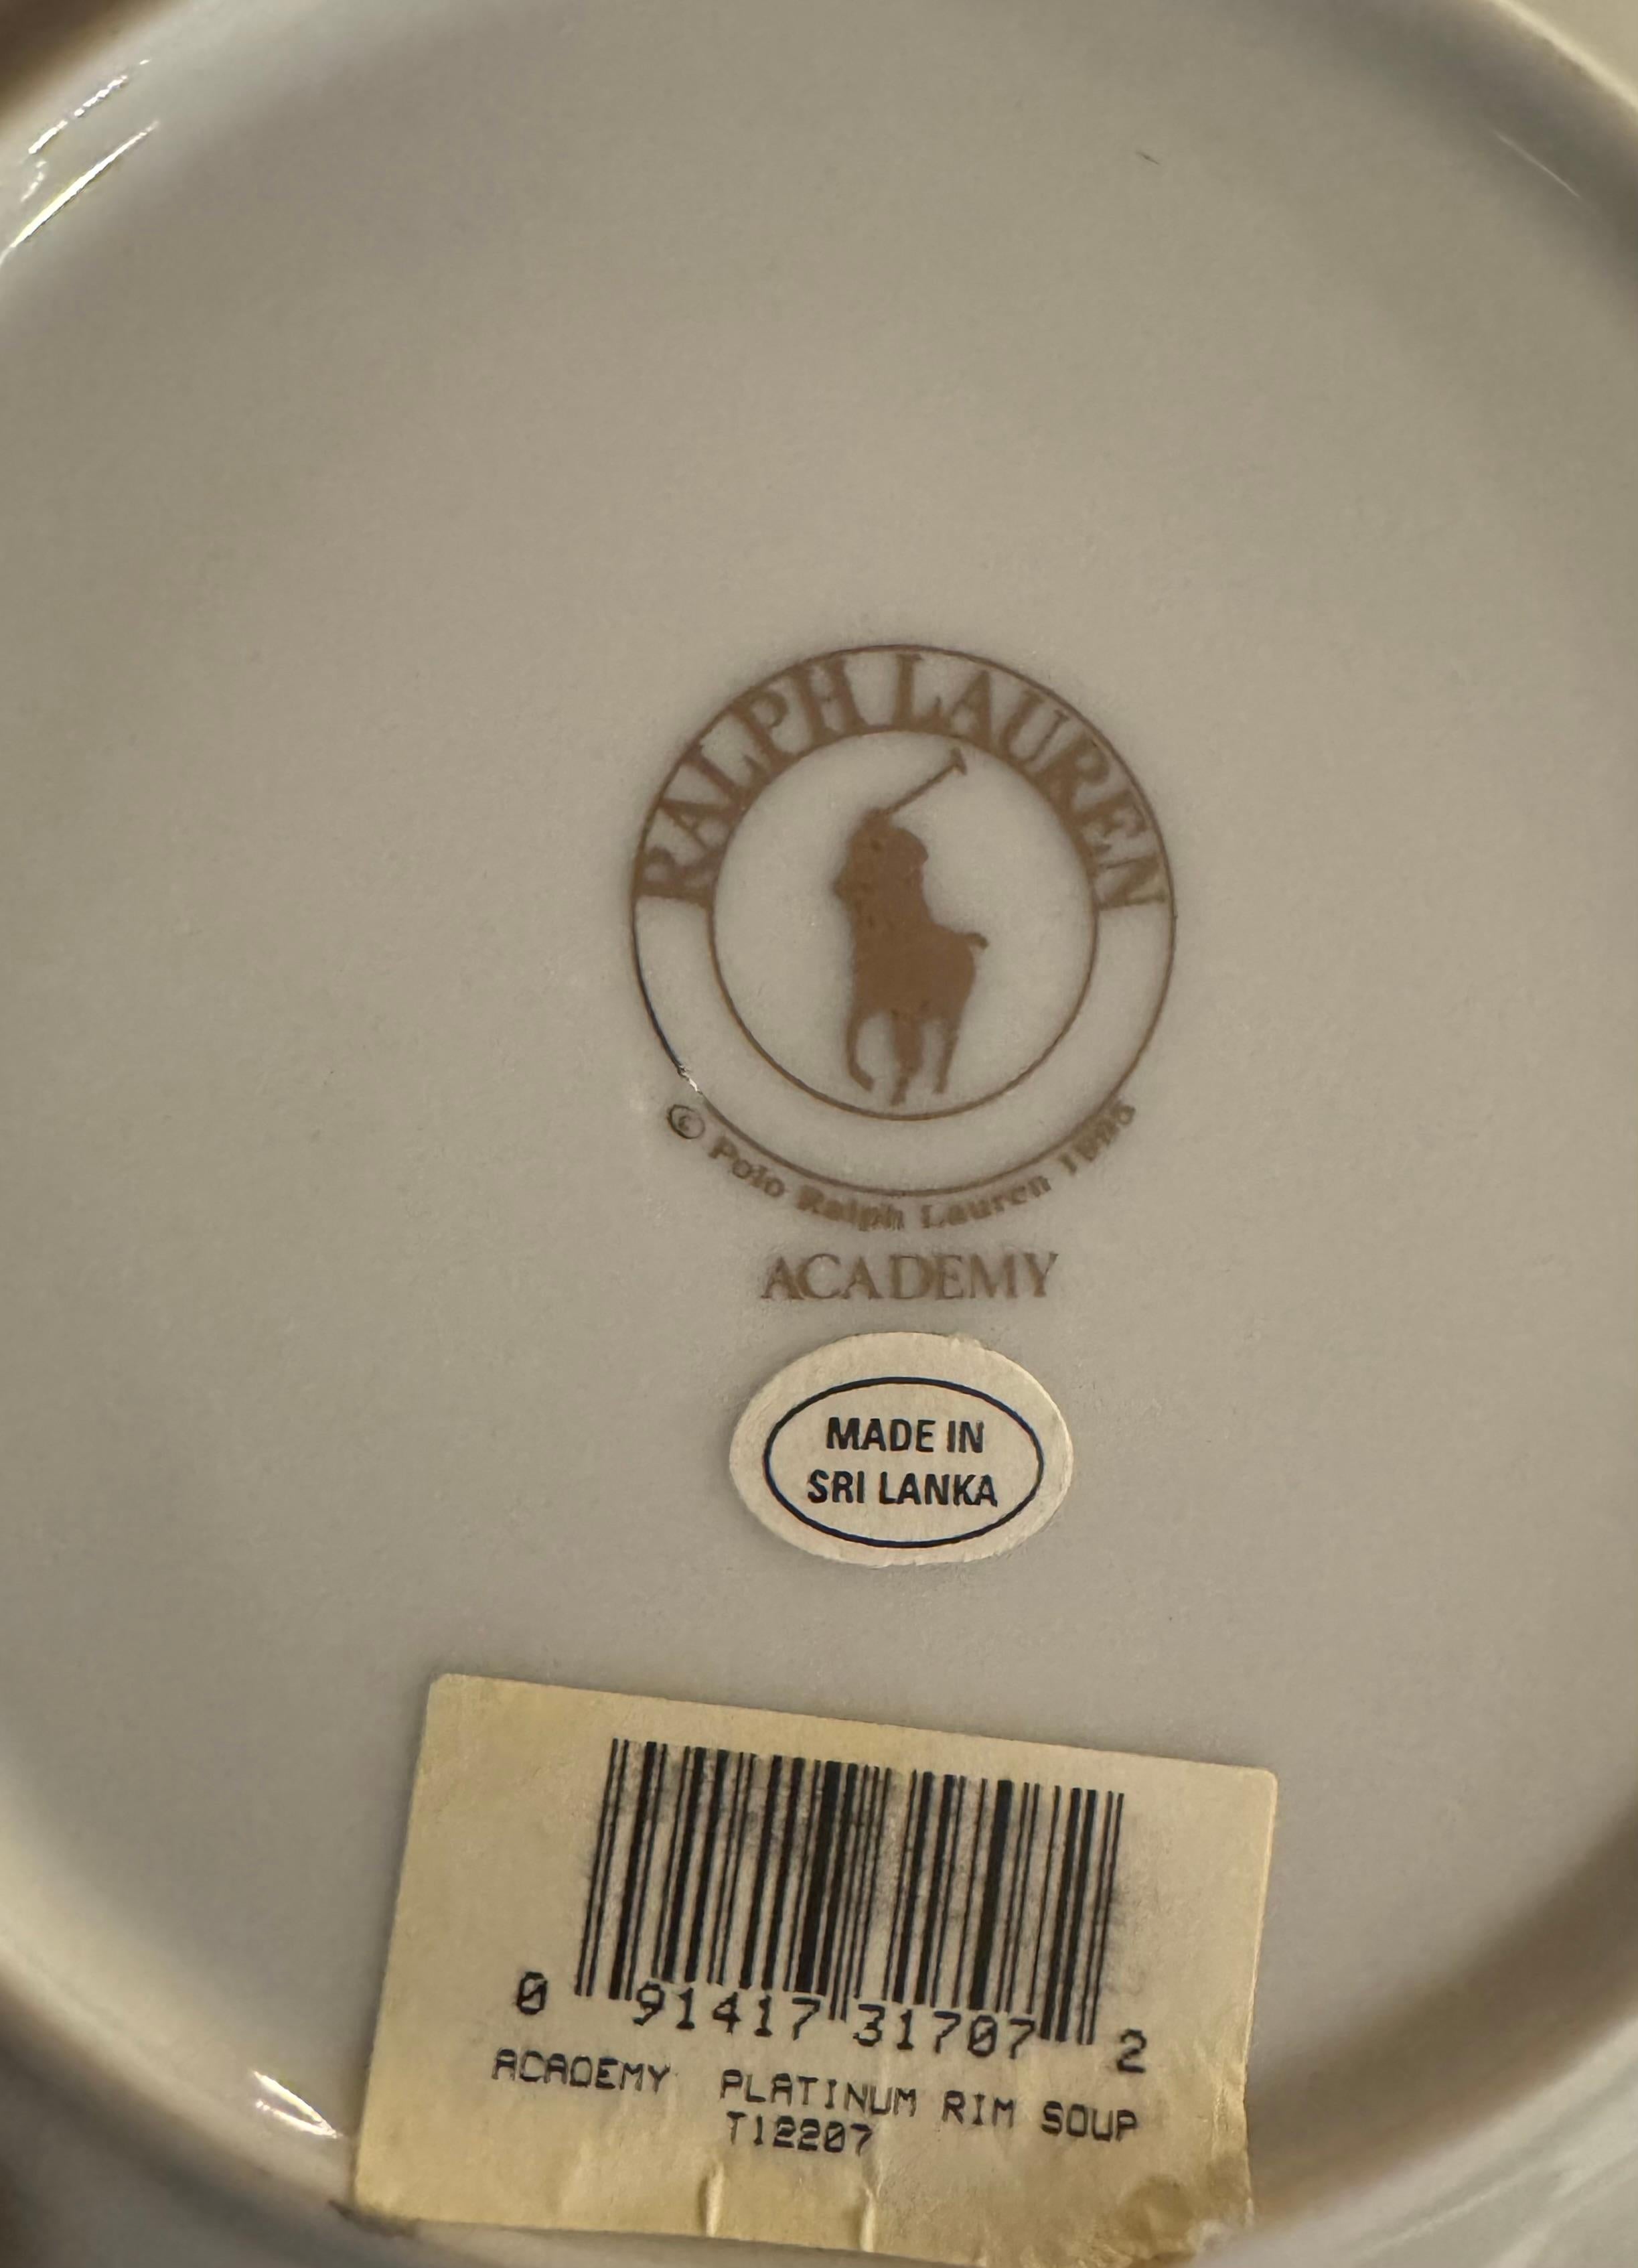 RALPH LAUREN
© Polo Ralph Lauren
ACADEMY
MADE IN
SRI LANKA
0 91417 31707 2
ACADEMY PLATINUM RIM SOUP
T12207